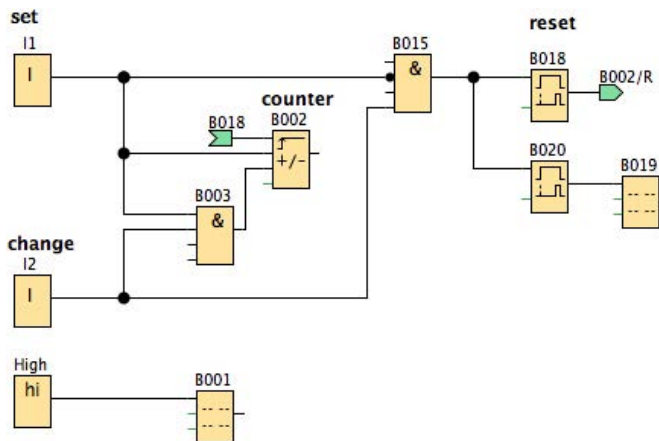 set
I1
I
B015
&
reset
B018
B002/R
counter
B018
B002
+/-
B020
B019
B003
&
change
I2
I
High
hi
B001